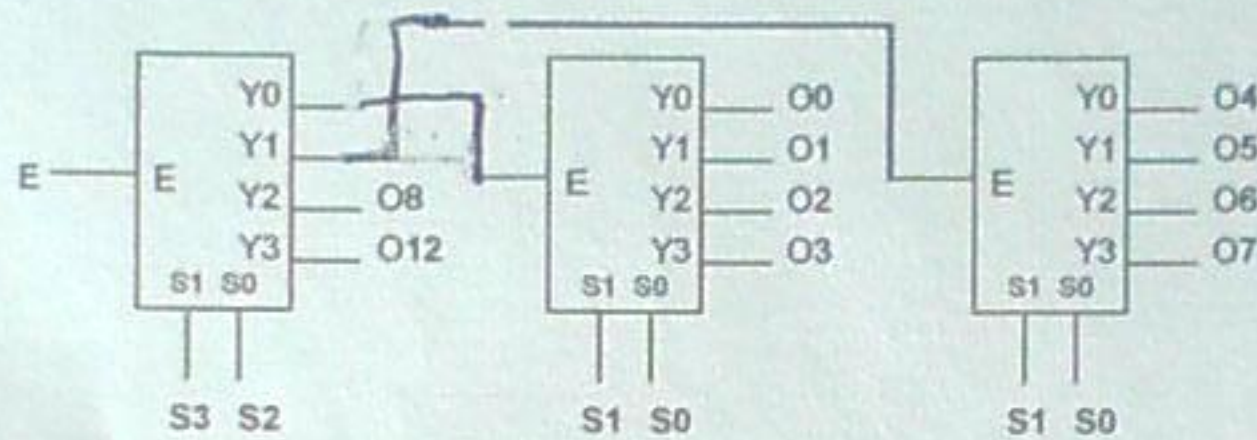 Y0 Y0 O0 Y0 O4
Y1 Y1 O1 Y1 O5
E E E E
Y2 O8 Y2 O2 Y2 O6
Y3 O12 Y3 O3 Y3 O7
S1 S0 S1 S0 S1 S0
S3 S2 S1 S0 S1 S0